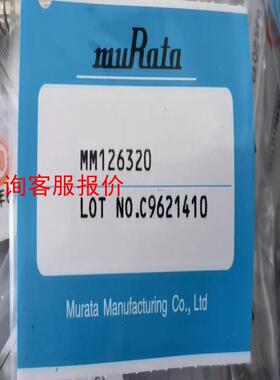 muRata
MM126320
询客服报价
LOT NO.C9621410
Murata Manufacturing Co., Ltd